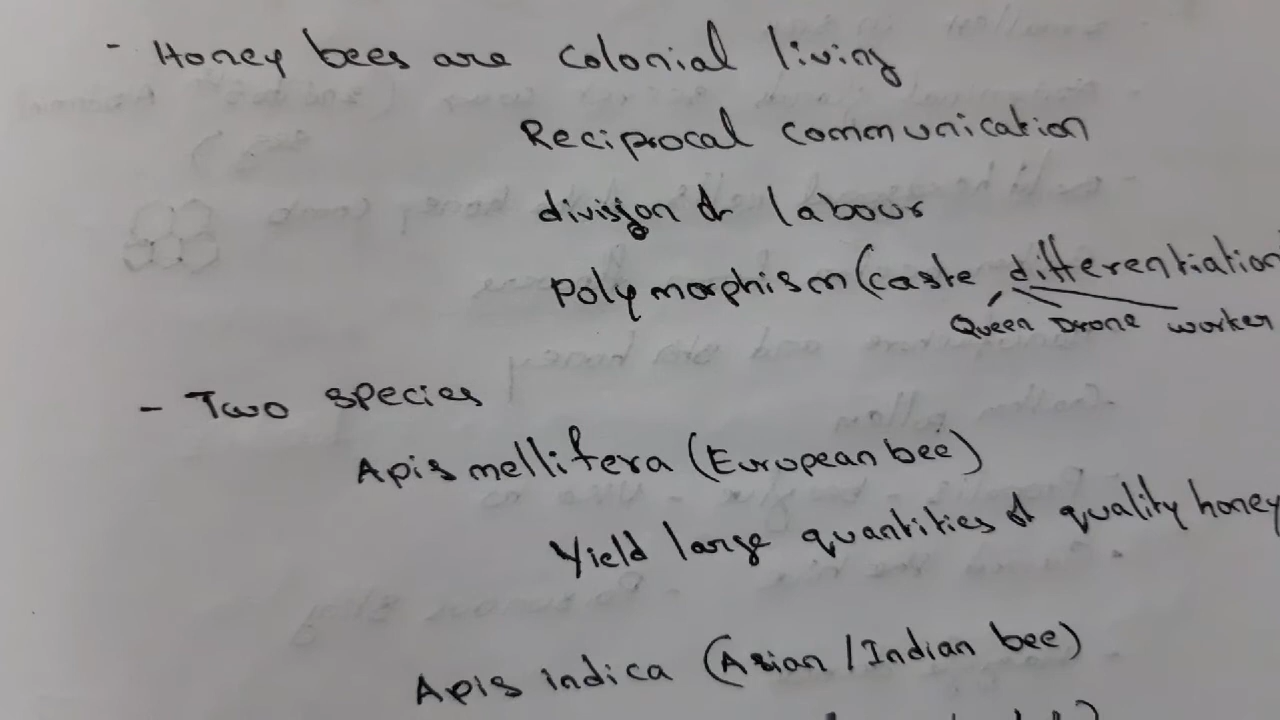 - Honey bees are colonial living
Reciprocal communication
division of labour
Polymorphism (caste differentiation
Queen Drone worker
- Two species
Apis mellifera (European bee)
Yield large quantities of quality honey
Apis indica (Asian / Indian bee)